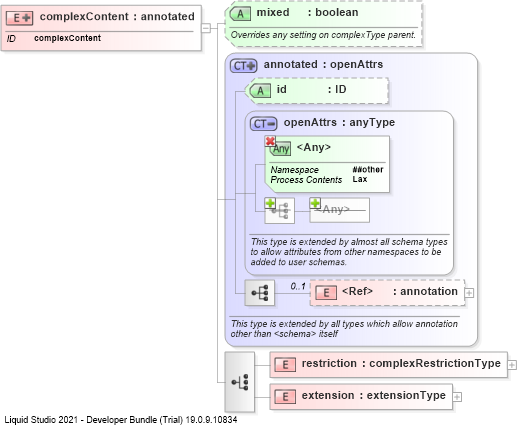 E complexContent : annotated
ID complexContent
A mixed : boolean
Overrides any setting on complexType parent.
CT annotated : openAttrs
A id : ID
CT openAttrs : anyType
Any <Any>
Namespace ##other
Process Contents Lax
<Any>
This type is extended by almost all schema types
to allow attributes from other namespaces to be
added to user schemas.
0..1
E <Ref> : annotation
This type is extended by all types which allow annotation
other than <schema> itself
E restriction : complexRestrictionType
E extension : extensionType
Liquid Studio 2021 - Developer Bundle (Trial) 19.0.9.10834